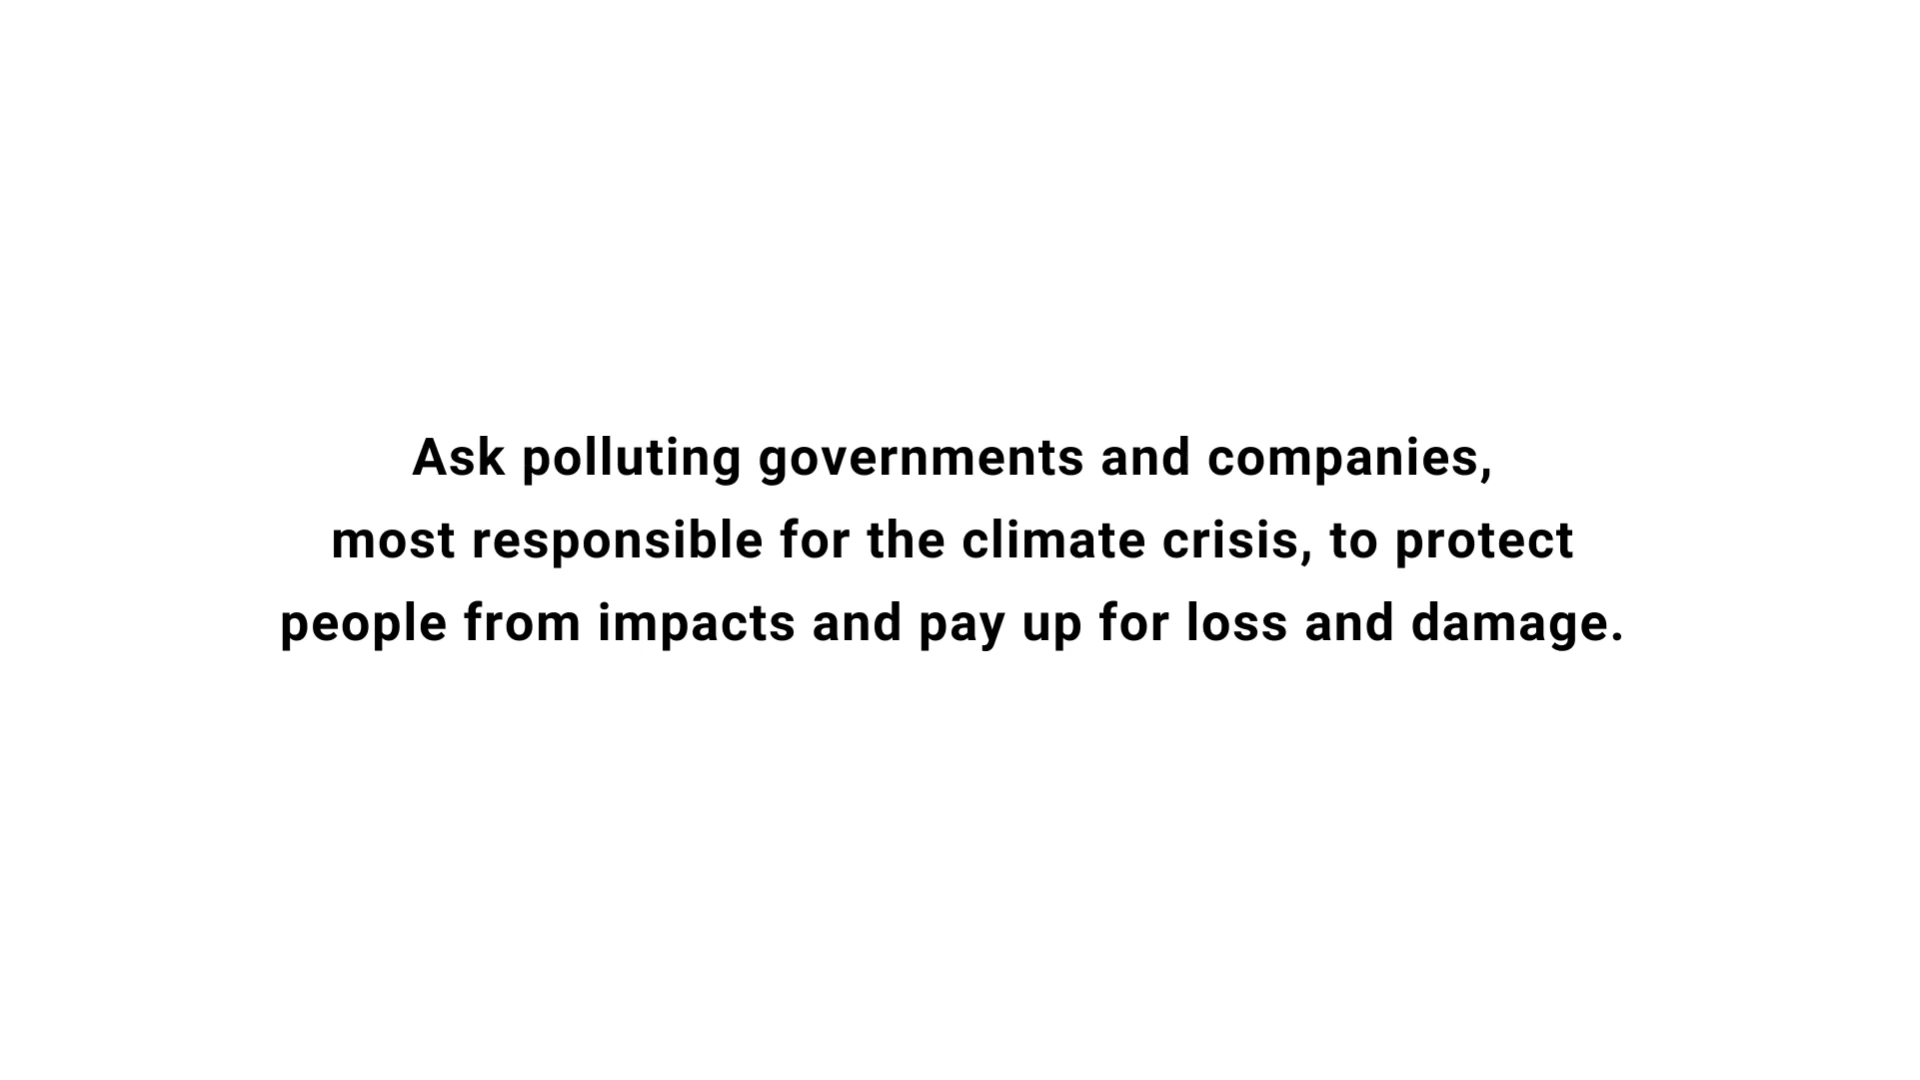 Ask polluting governments and companies,
most responsible for the climate crisis, to protect
people from impacts and pay up for loss and damage.